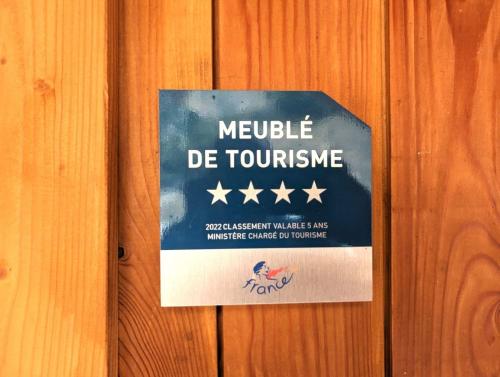 MEUBLÉ
DE TOURISME
2022 CLASSEMENT VALABLE 5 ANS
MINISTÈRE CHARGÉ DU TOURISME
france